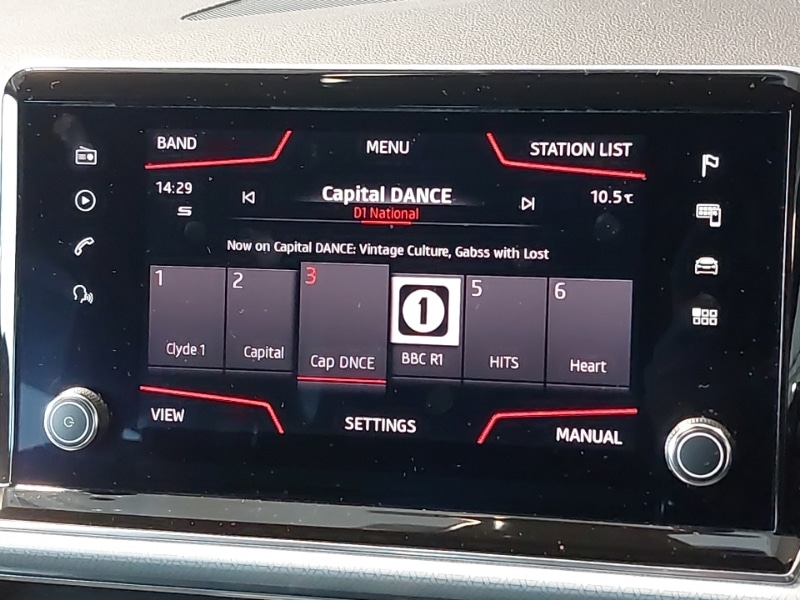 BAND
MENU
STATION LIST
14:29
Capital DANCE
10.5℃
D1 National
Now on Capital DANCE: Vintage Culture, Gabss with Lost
1
2
3
1
5
6
Clyde 1
Capital
Cap DNCE
BBC R1
HITS
Heart
VIEW
SETTINGS
MANUAL